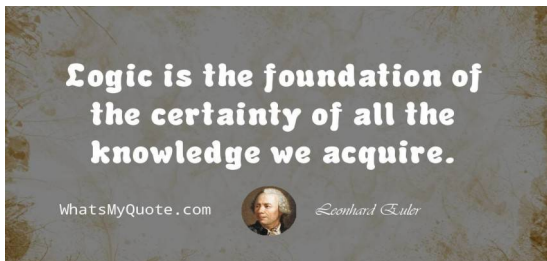 Logic is the foundation of
the certainty of all the
knowledge we acquire.
WhatsMyQuote.com
Leonhard Euler